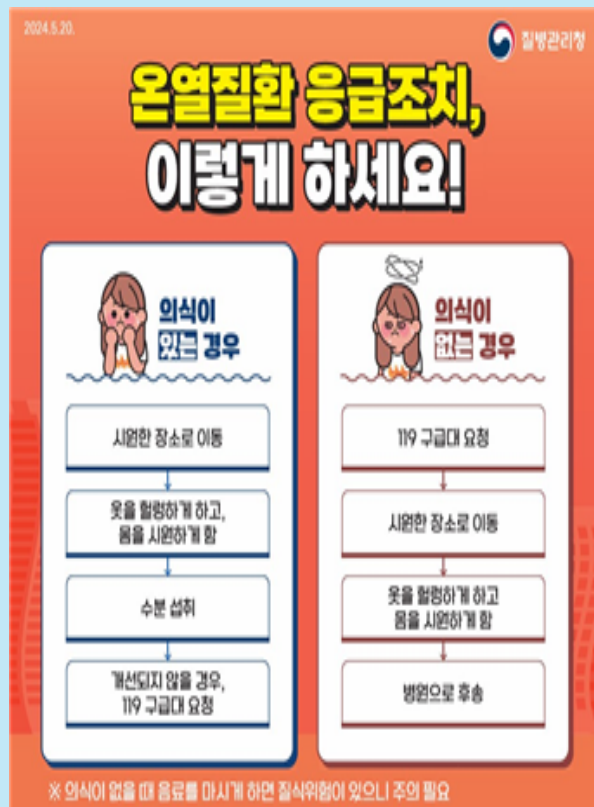 2024.5.20.
질병관리청
온열질환 응급조치,
이렇게 하세요!
의식이
있는 경우
시원한 장소로 이동
옷을 헐렁하게 하고,
몸을 시원하게 함
수분 섭취
개선되지 않을 경우,
119 구급대 요청
의식이
없는 경우
119 구급대 요청
시원한 장소로 이동
옷을 헐렁하게 하고
몸을 시원하게 함
병원으로 후송
※ 의식이 없을 때 음료를 마시게 하면 질식위험이 있으니 주의 필요